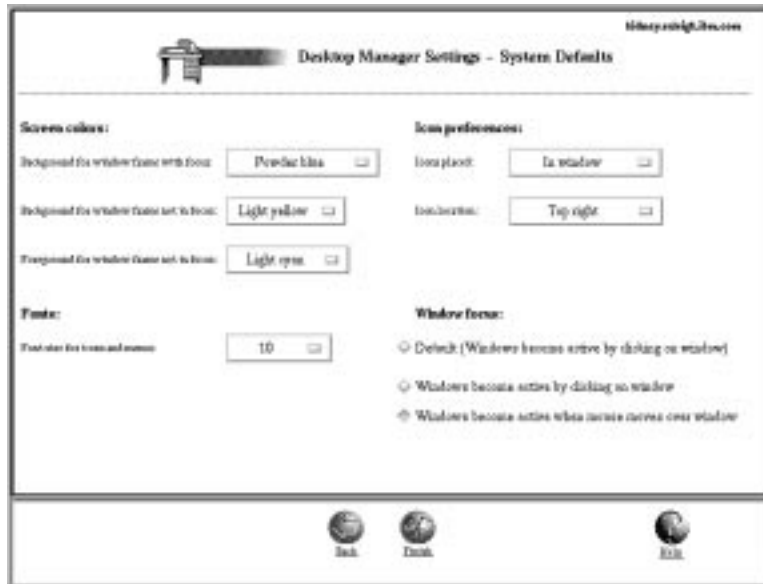 Desktop Manager Settings - System Defaults
Screen colors:
Background for window frame with focus:
Powder blue
Background for window frame not in focus:
Light yellow
Foreground for window frame not in focus:
Light cyan
Fonts:
Font size for icons and menus:
10
Icon preferences:
Icons placed:
In window
Icon location:
Top right
Window focus:
Default (Windows become active by clicking on window)
Windows become active by clicking on window
Windows become active when mouse moves over window
Back
Finish
Help